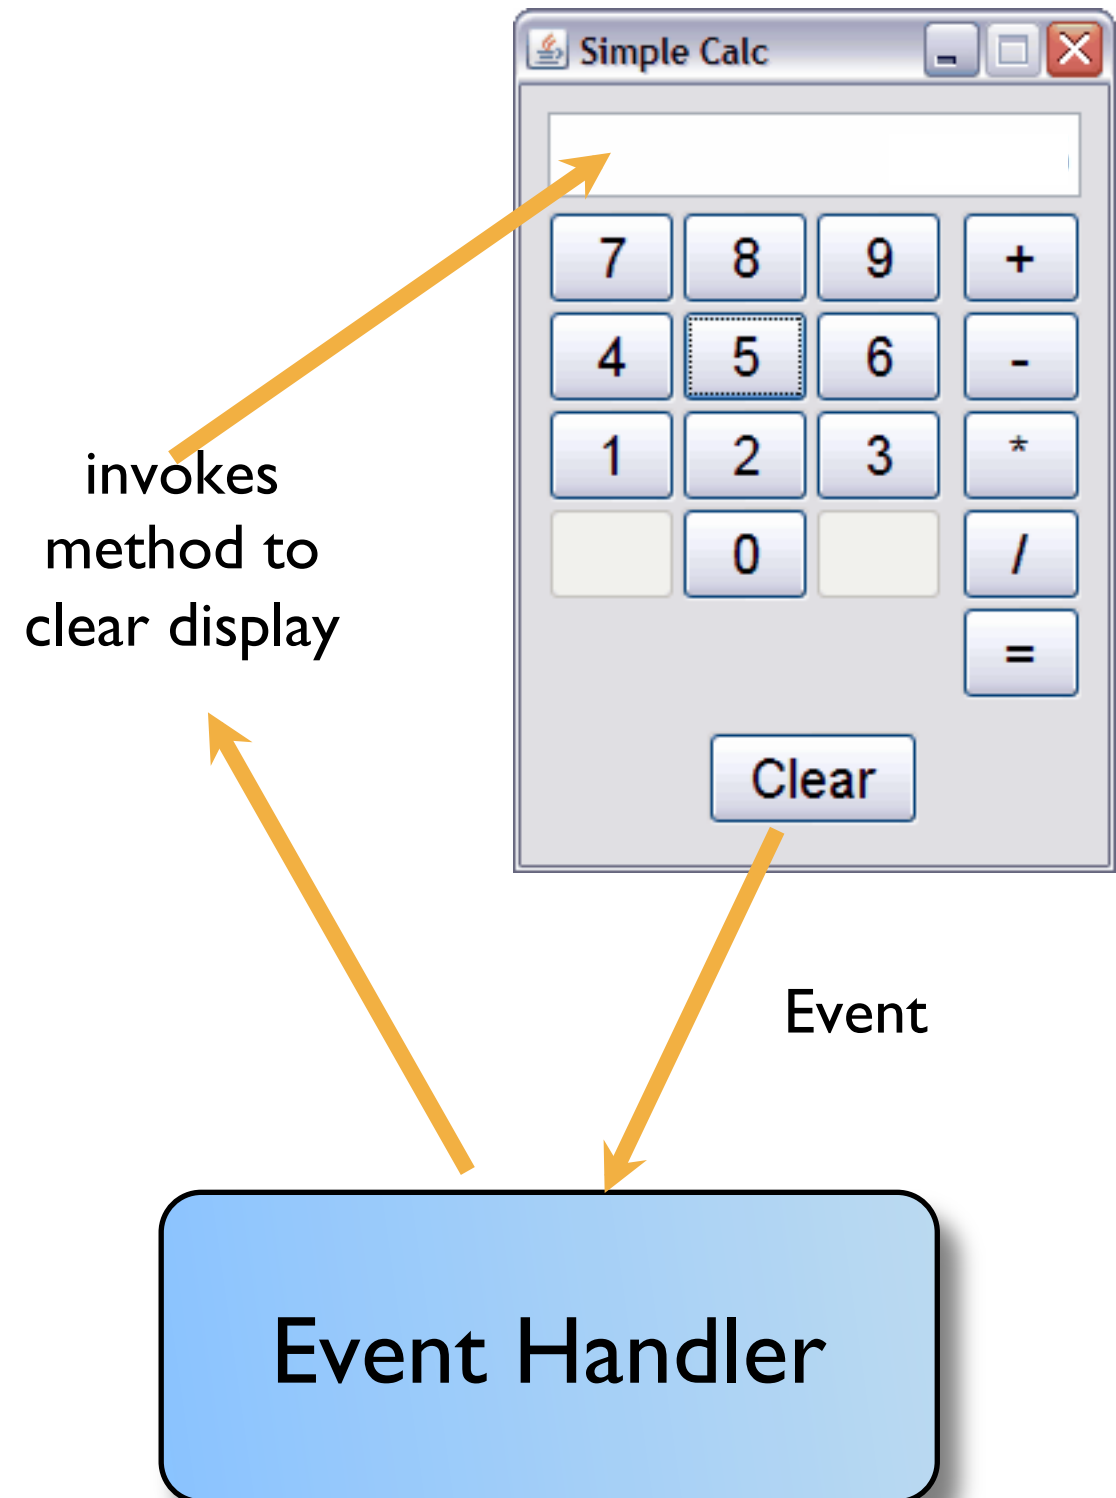 Simple Calc
7 8 9 +
4 5 6 -
1 2 3 *
0 /
=
Clear
invokes
method to
clear display
Event
Event Handler